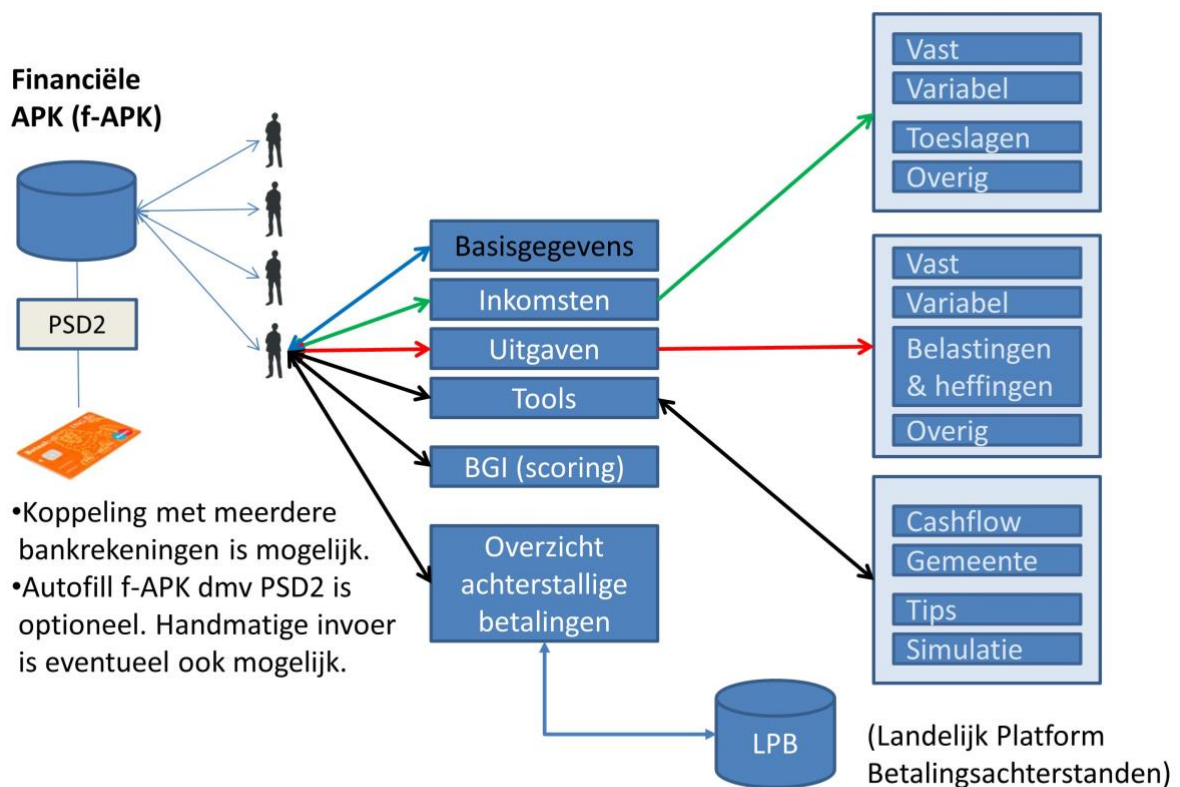 Financiële
APK (f-APK)
PSD2
•Koppeling met meerdere
bankrekeningen is mogelijk.
•Autofill f-APK dmv PSD2 is
optioneel. Handmatige invoer
is eventueel ook mogelijk.
Basisgegevens
Inkomsten
Uitgaven
Tools
BGI (scoring)
Overzicht
achterstallige
betalingen
LPB
(Landelijk Platform
Betalingsachterstanden)
Vast
Variabel
Toeslagen
Overig
Vast
Variabel
Belastingen
& heffingen
Overig
Cashflow
Gemeente
Tips
Simulatie